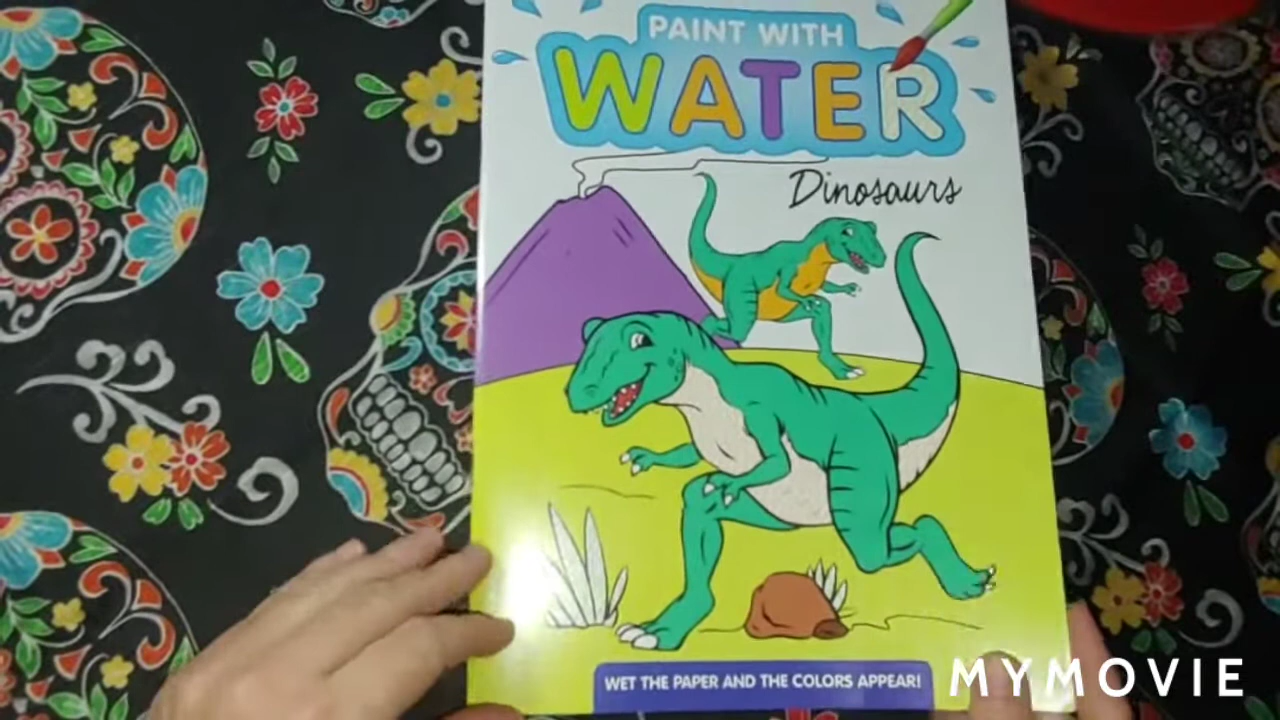 PAINT WITH
WATER
Dinosaurs
WET THE PAPER AND THE COLORS APPEAR!
MYMOVIE